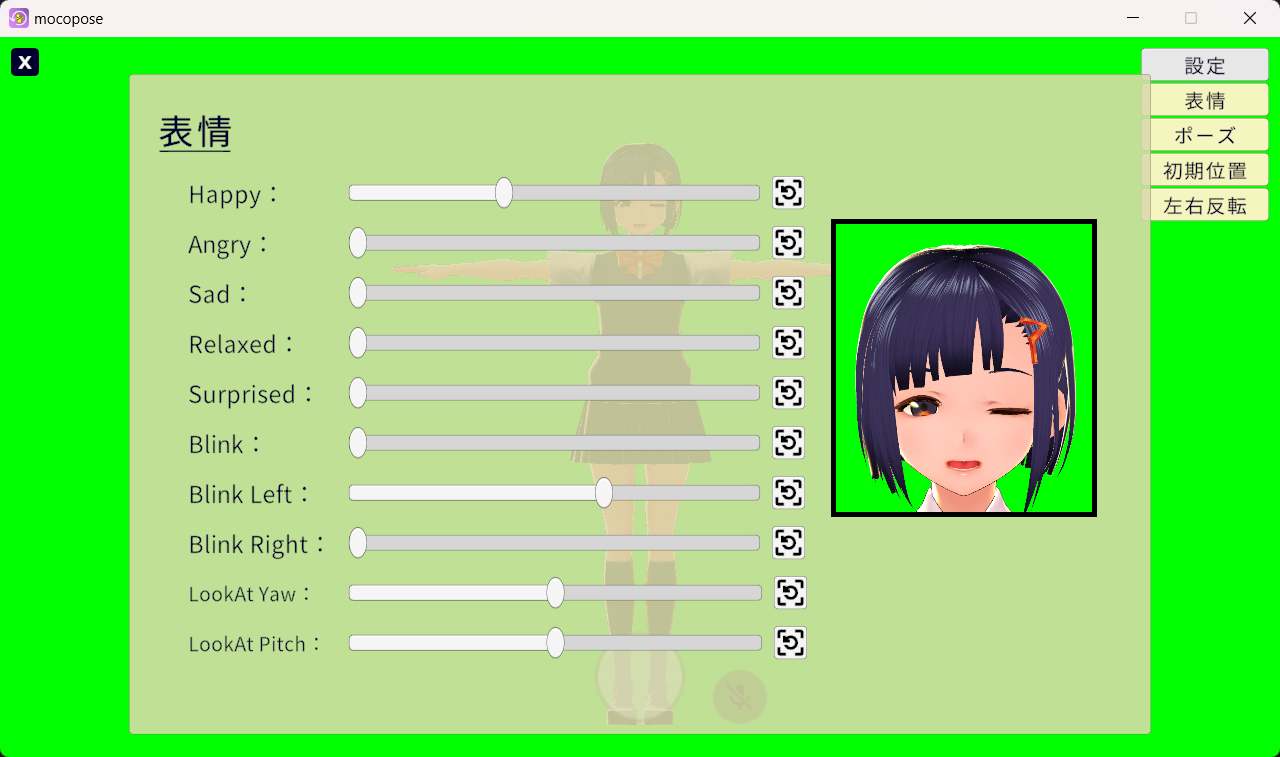 mocopose
X
設定
表情
ポーズ
初期位置
左右反転
表情
Happy：
Angry：
Sad：
Relaxed：
Surprised：
Blink：
Blink Left：
Blink Right：
LookAt Yaw：
LookAt Pitch：